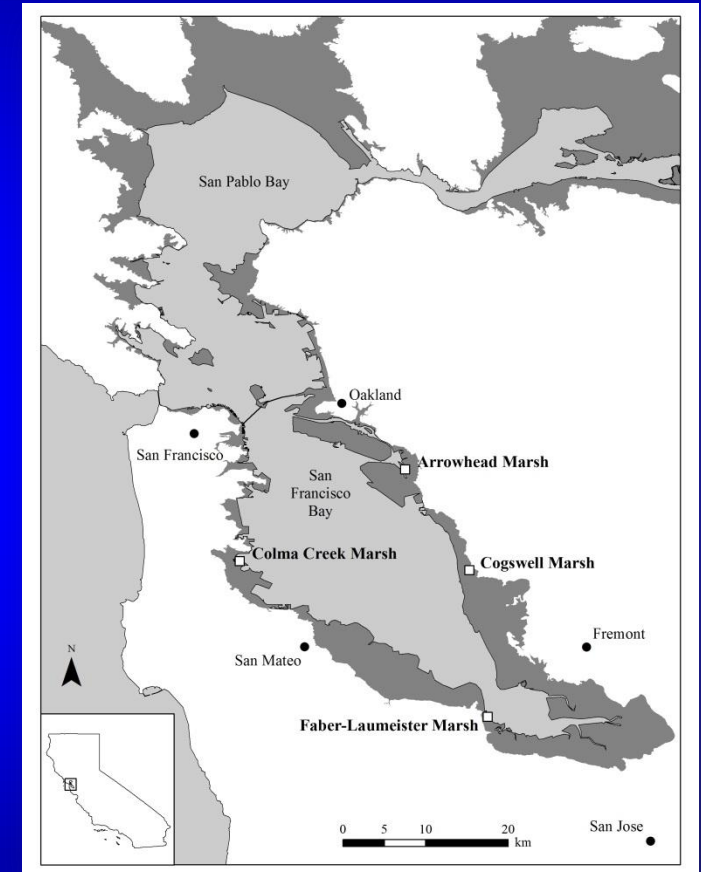 San Pablo Bay
Oakland
San Francisco
Arrowhead Marsh
San
Francisco
Bay
Colma Creek Marsh
Cogswell Marsh
Fremont
N
San Mateo
Faber-Laumeister Marsh
0 5 10 20
km
San Jose